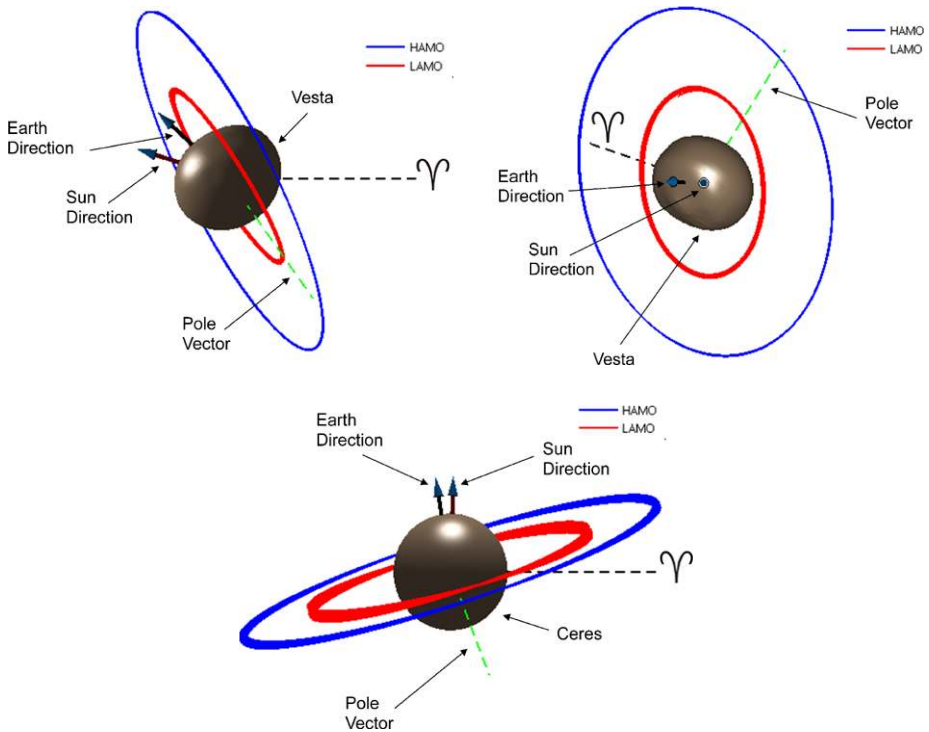 HAMO
LAMO
Vesta
Earth
Direction
Sun
Direction
♈
Pole
Vector
HAMO
LAMO
Pole
Vector
♈
Earth
Direction
Sun
Direction
Vesta
HAMO
LAMO
Earth
Direction
Sun
Direction
♈
Ceres
Pole
Vector